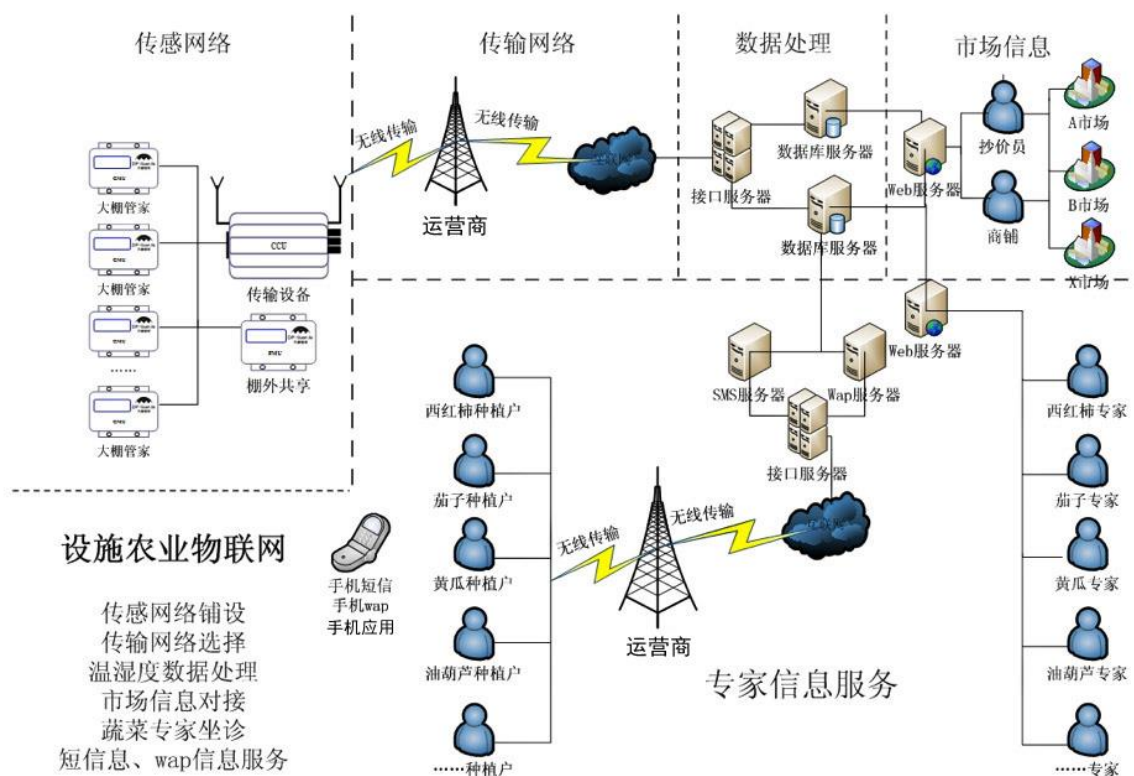 传感网络
传输网络
数据处理
市场信息
大棚管家
大棚管家
大棚管家
……
大棚管家
CCU
传输设备
棚外共享
无线传输
无线传输
运营商
互联网
接口服务器
数据库服务器
数据库服务器
Web服务器
抄价员
商铺
A市场
B市场
X市场
Web服务器
SMS服务器
Wap服务器
接口服务器
互联网
无线传输
无线传输
运营商
西红柿种植户
茄子种植户
黄瓜种植户
油葫芦种植户
……种植户
西红柿专家
茄子专家
黄瓜专家
油葫芦专家
……专家
专家信息服务
设施农业物联网
手机短信
手机wap
手机应用
传感网络铺设
传输网络选择
温湿度数据处理
市场信息对接
蔬菜专家坐诊
短信息、wap信息服务